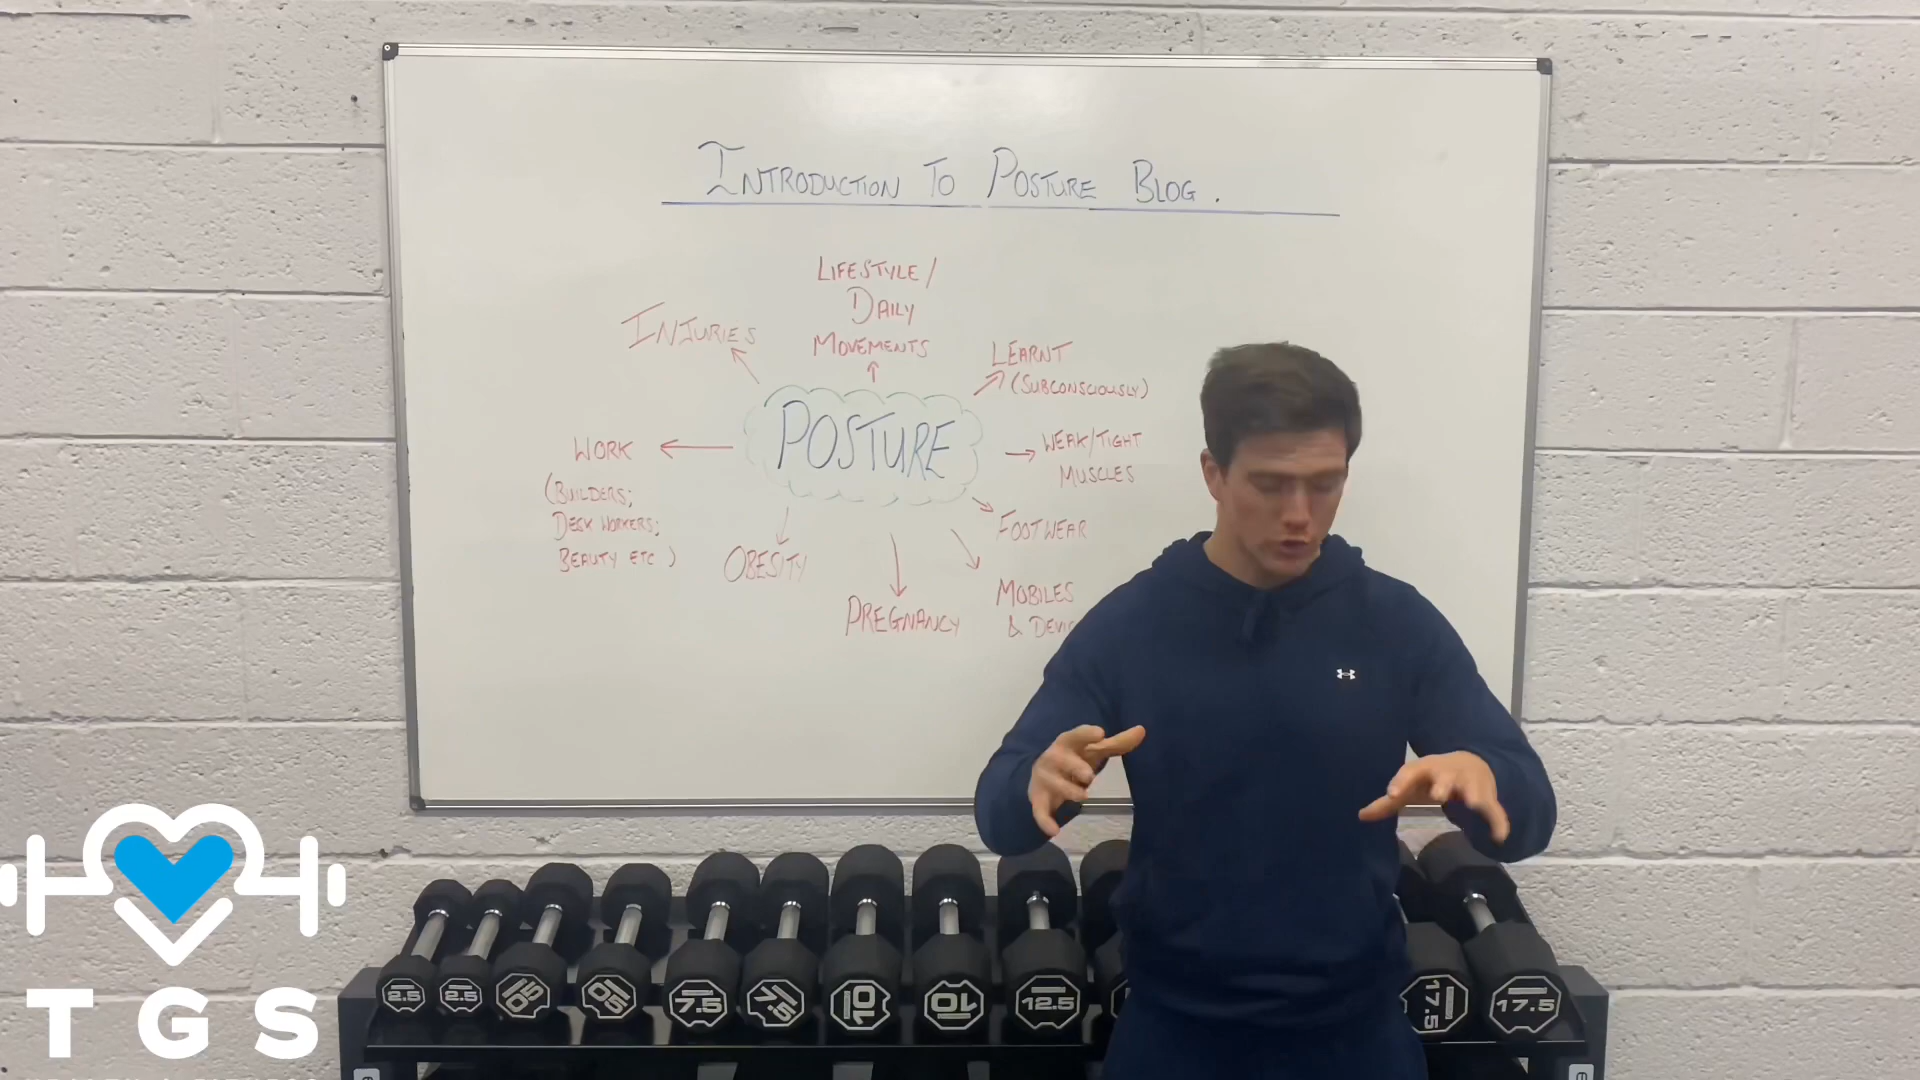 INTRODUCTION TO POSTURE BLOG.
LIFESTYLE/
DAILY
MOVEMENTS
INJURIES
LEARNT
(SUBCONSCIOUSLY)
POSTURE
WORK
(BUILDERS;
DESK WORKERS;
BEAUTY ETC)
WEAK/TIGHT
MUSCLES
FOOTWEAR
OBESITY
PREGNANCY
MOBILES
&
TGS
2.5
2.5
05
05
7.5
7.5
10
10
12.5
17.5
17.5